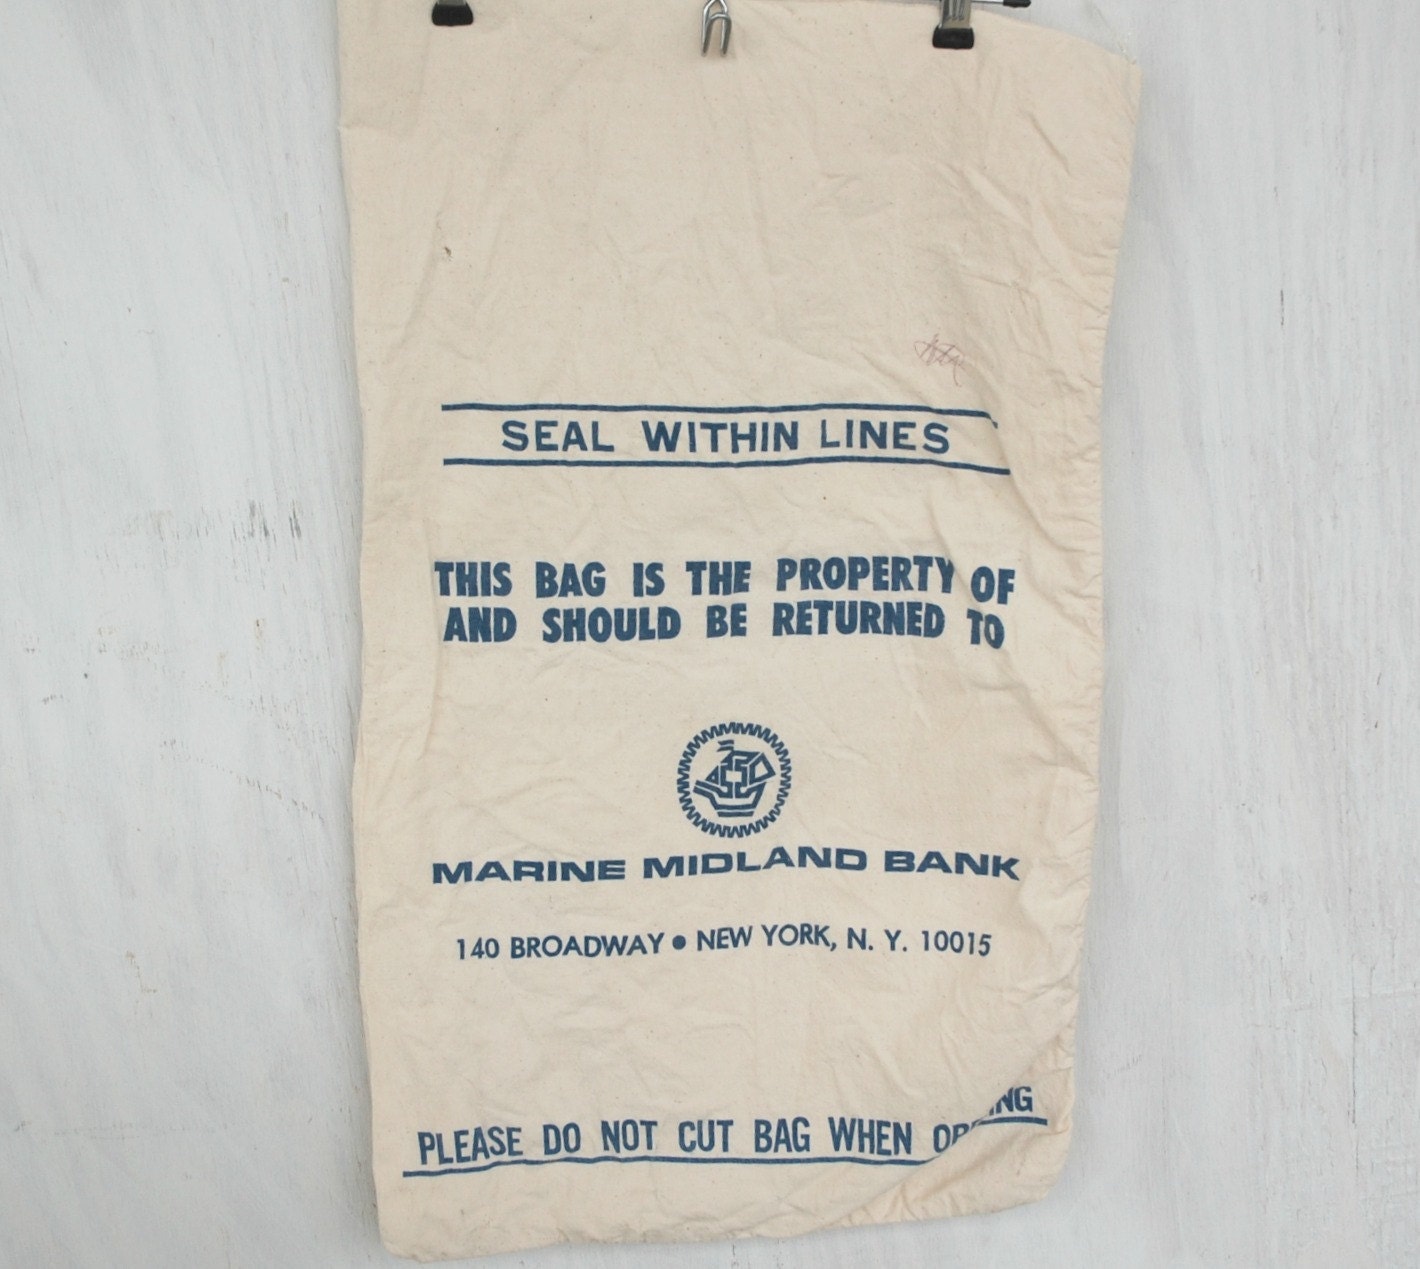 SEAL WITHIN LINES
THIS BAG IS THE PROPERTY OF
AND SHOULD BE RETURNED TO
MARINE MIDLAND BANK
140 BROADWAY • NEW YORK, N. Y. 10015
PLEASE DO NOT CUT BAG WHEN